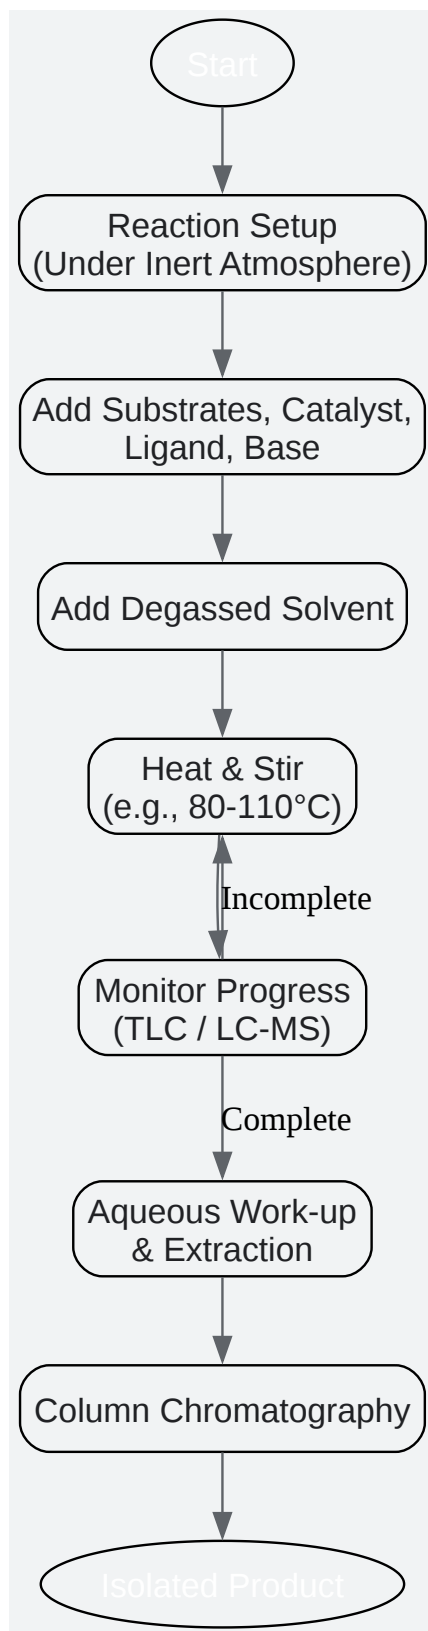 Start
Reaction Setup
(Under Inert Atmosphere)
Add Substrates, Catalyst,
Ligand, Base
Add Degassed Solvent
Heat & Stir
(e.g., 80-110°C)
Incomplete
Monitor Progress
(TLC / LC-MS)
Complete
Aqueous Work-up
& Extraction
Column Chromatography
Isolated Product